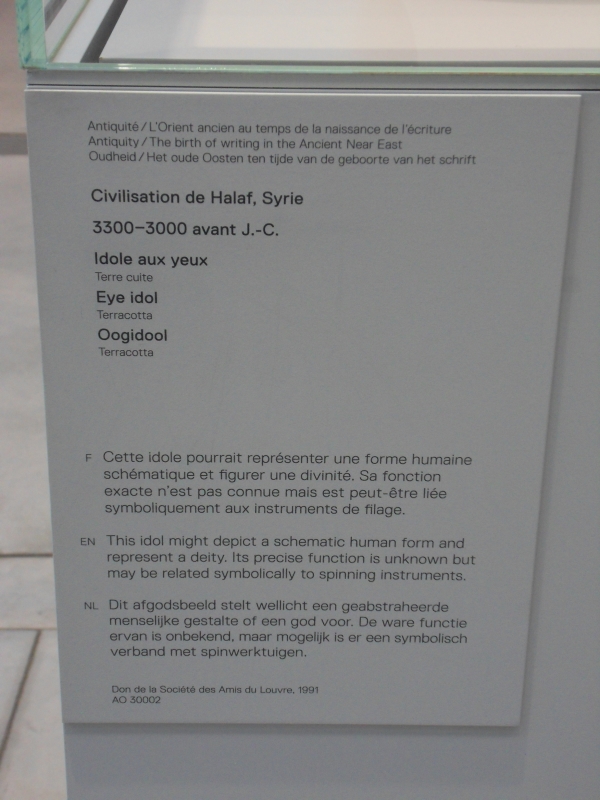 Antiquité / L'Orient ancien au temps de la naissance de l'écriture
Antiquity / The birth of writing in the Ancient Near East
Oudheid / Het oude Oosten ten tijde van de geboorte van het schrift
Civilisation de Halaf, Syrie
3300–3000 avant J.-C.
Idole aux yeux
Terre cuite
Eye idol
Terracotta
Oogidool
Terracotta
F Cette idole pourrait représenter une forme humaine
schématique et figurer une divinité. Sa fonction
exacte n'est pas connue mais est peut-être liée
symboliquement aux instruments de filage.
EN This idol might depict a schematic human form and
represent a deity. Its precise function is unknown but
may be related symbolically to spinning instruments.
NL Dit afgodsbeeld stelt wellicht een geabstraheerde
menselijke gestalte of een god voor. De ware functie
ervan is onbekend, maar mogelijk is er een symbolisch
verband met spinwerktuigen.
Don de la Société des Amis du Louvre, 1991
AO 30002